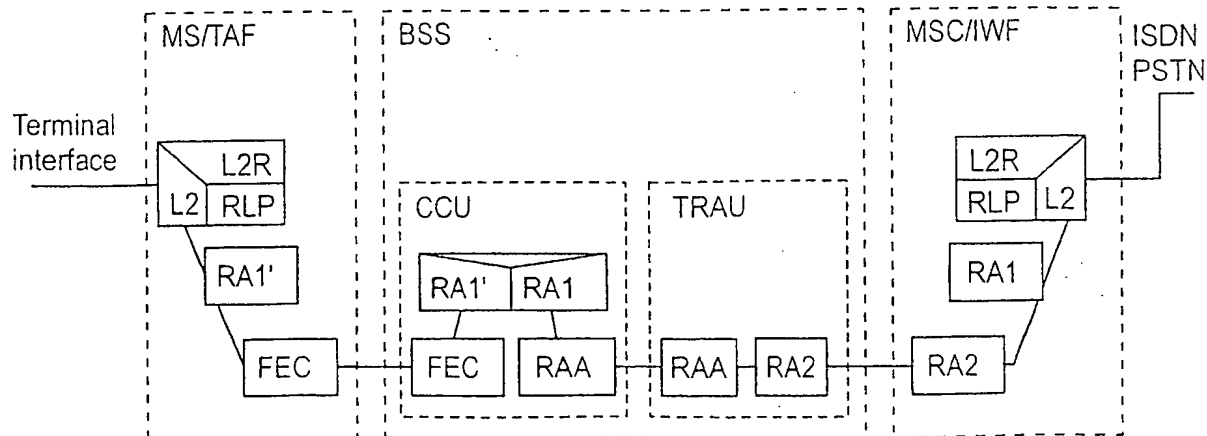 MS/TAF
BSS
MSC/IWF
ISDN
PSTN
Terminal
interface
L2R
L2
RLP
L2R
RLP
L2
CCU
TRAU
RA1'
RA1'
RA1
RA1
FEC
FEC
RAA
RAA
RA2
RA2